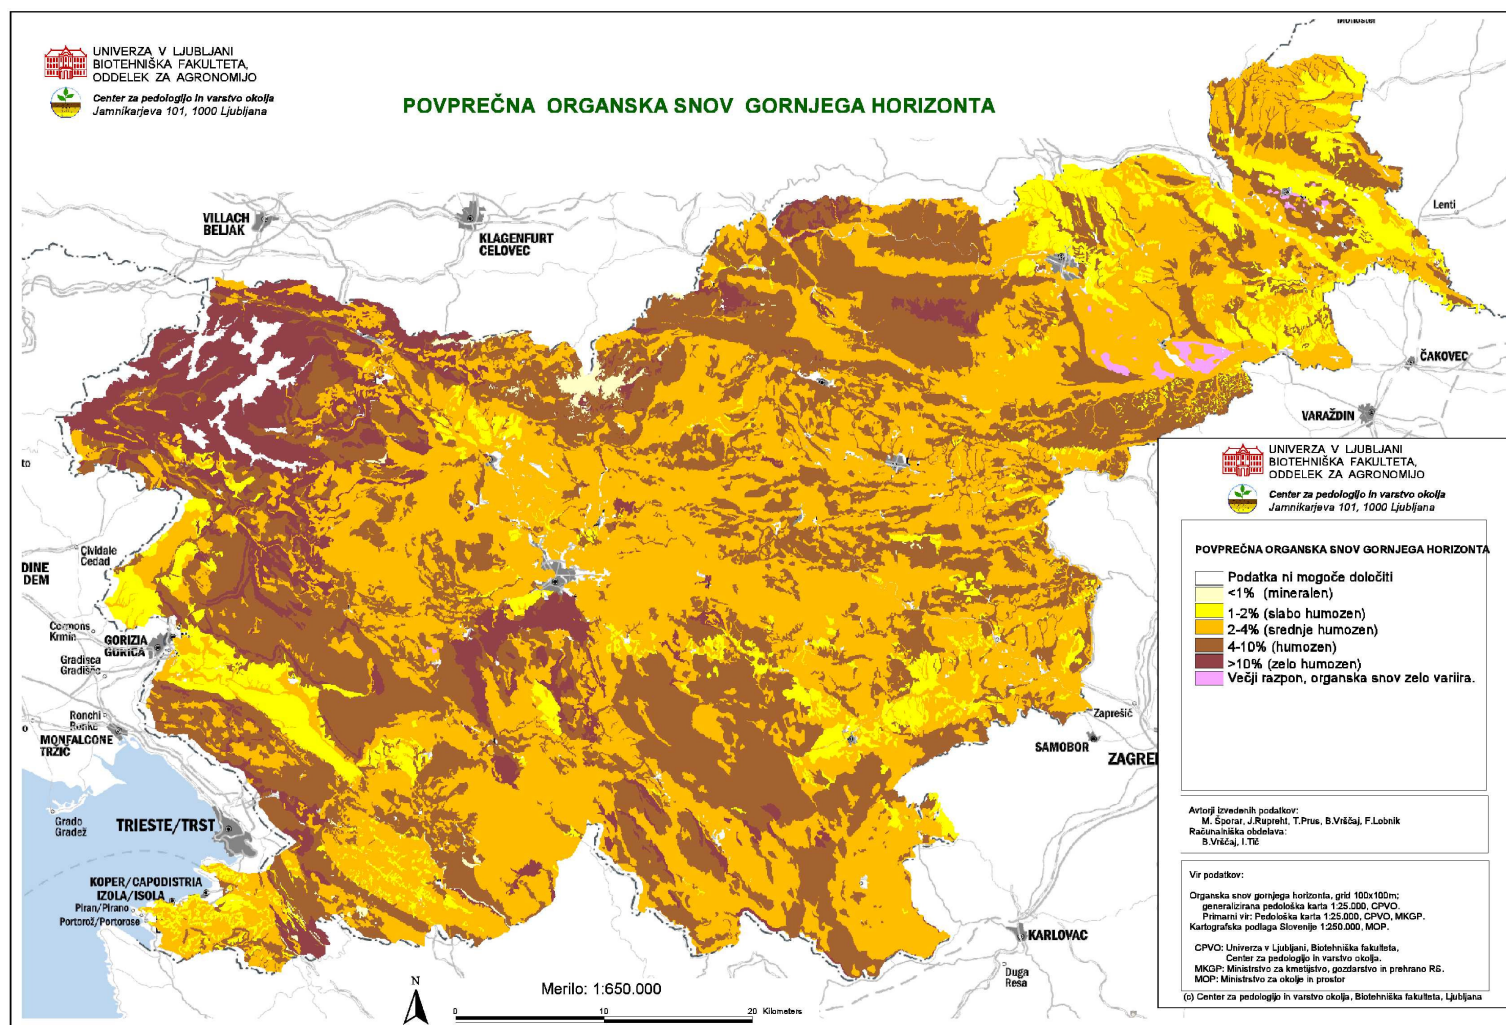 UNIVERZA V LJUBLJANI
BIOTEHNIŠKA FAKULTETA,
ODDELEK ZA AGRONOMIJO
Center za pedologijo in varstvo okolja
Jamnikarjeva 101, 1000 Ljubljana
POVPREČNA ORGANSKA SNOV GORNJEGA HORIZONTA
VILLACH
BELJAK
KLAGENFURT
CELOVEC
Lenti
ČAKOVEC
VARAŽDIN
to
Cividale
Čedad
DINE
DEM
Cormons
Krmin
GORIZIA
GORICA
Gradisca
Gradišče
Ronchi
Ronke
MONFALCONE
TRŽIČ
Grado
Gradež
TRIESTE/TRST
KOPER/CAPODISTRIA
IZOLA/ISOLA
Piran/Pirano
Portorož/Portorose
Zaprešić
SAMOBOR
ZAGRE
KARLOVAC
Duga
Resa
N
Merilo: 1:650.000
0 10 20 Kilometers
UNIVERZA V LJUBLJANI
BIOTEHNIŠKA FAKULTETA,
ODDELEK ZA AGRONOMIJO
Center za pedologijo in varstvo okolja
Jamnikarjeva 101, 1000 Ljubljana
POVPREČNA ORGANSKA SNOV GORNJEGA HORIZONTA
Podatka ni mogoče določiti
<1% (mineralen)
1-2% (slabo humozen)
2-4% (srednje humozen)
4-10% (humozen)
>10% (zelo humozen)
Večji razpon, organska snov zelo variira.
Avtorji izvedenih podatkov:
M. Šporar, J.Rupreht, T.Prus, B.Vrščaj, F.Lobnik
Računalniška obdelava:
B.Vrščaj, I.Tič
Vir podatkov:
Organska snov gornjega horizonta, grid 100x100m;
generalizirana pedološka karta 1:25.000, CPVO.
Primarni vir: Pedološka karta 1:25.000, CPVO, MKGP.
Kartografska podlaga Slovenije 1:250.000, MOP.
CPVO: Univerza v Ljubljani, Biotehniška fakulteta,
Center za pedologijo in varstvo okolja.
MKGP: Ministrstvo za kmetijstvo, gozdarstvo in prehrano RS.
MOP: Ministrstvo za okolje in prostor
(c) Center za pedologijo in varstvo okolja, Biotehniška fakulteta, Ljubljana